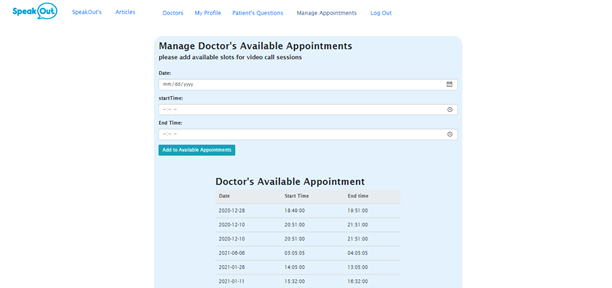 SpeakOut SpeakOut's Articles Doctors My Profile Patient's Questions Manage Appointments Log Out
Manage Doctor's Available Appointments
please add available slots for video call sessions
Date:
mm/dd/yyyy
startTime:
--:-- --
End Time:
--:-- --
Add to Available Appointments
Doctor's Available Appointment
Date Start Time End time
2020-12-28 18:49:00 19:51:00
2020-12-10 20:51:00 21:51:00
2020-12-10 20:51:00 21:51:00
2021-06-06 03:05:05 04:05:05
2021-01-26 14:05:00 13:05:00
2021-01-11 15:32:00 16:32:00